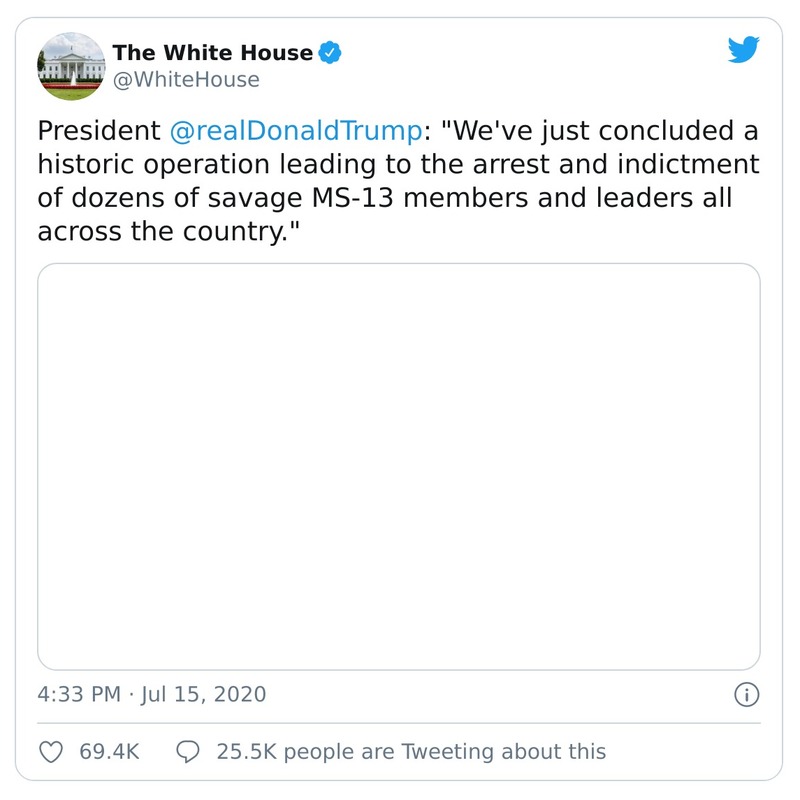 The White House
@WhiteHouse
President @realDonaldTrump: "We've just concluded a
historic operation leading to the arrest and indictment
of dozens of savage MS-13 members and leaders all
across the country."
4:33 PM · Jul 15, 2020
69.4K 25.5K people are Tweeting about this